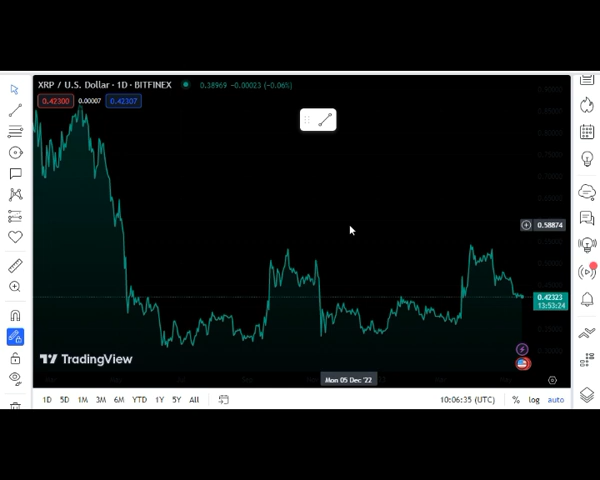 XRP / U.S. Dollar · 1D · BITFINEX 0.38969 −0.00023 (−0.06%)
0.42300 0.00007 0.42307
0.58874
0.42323
13:53:24
TradingView
Mon 05 Dec '22
1D 5D 1M 3M 6M YTD 1Y 5Y All 10:06:35 (UTC) % log auto